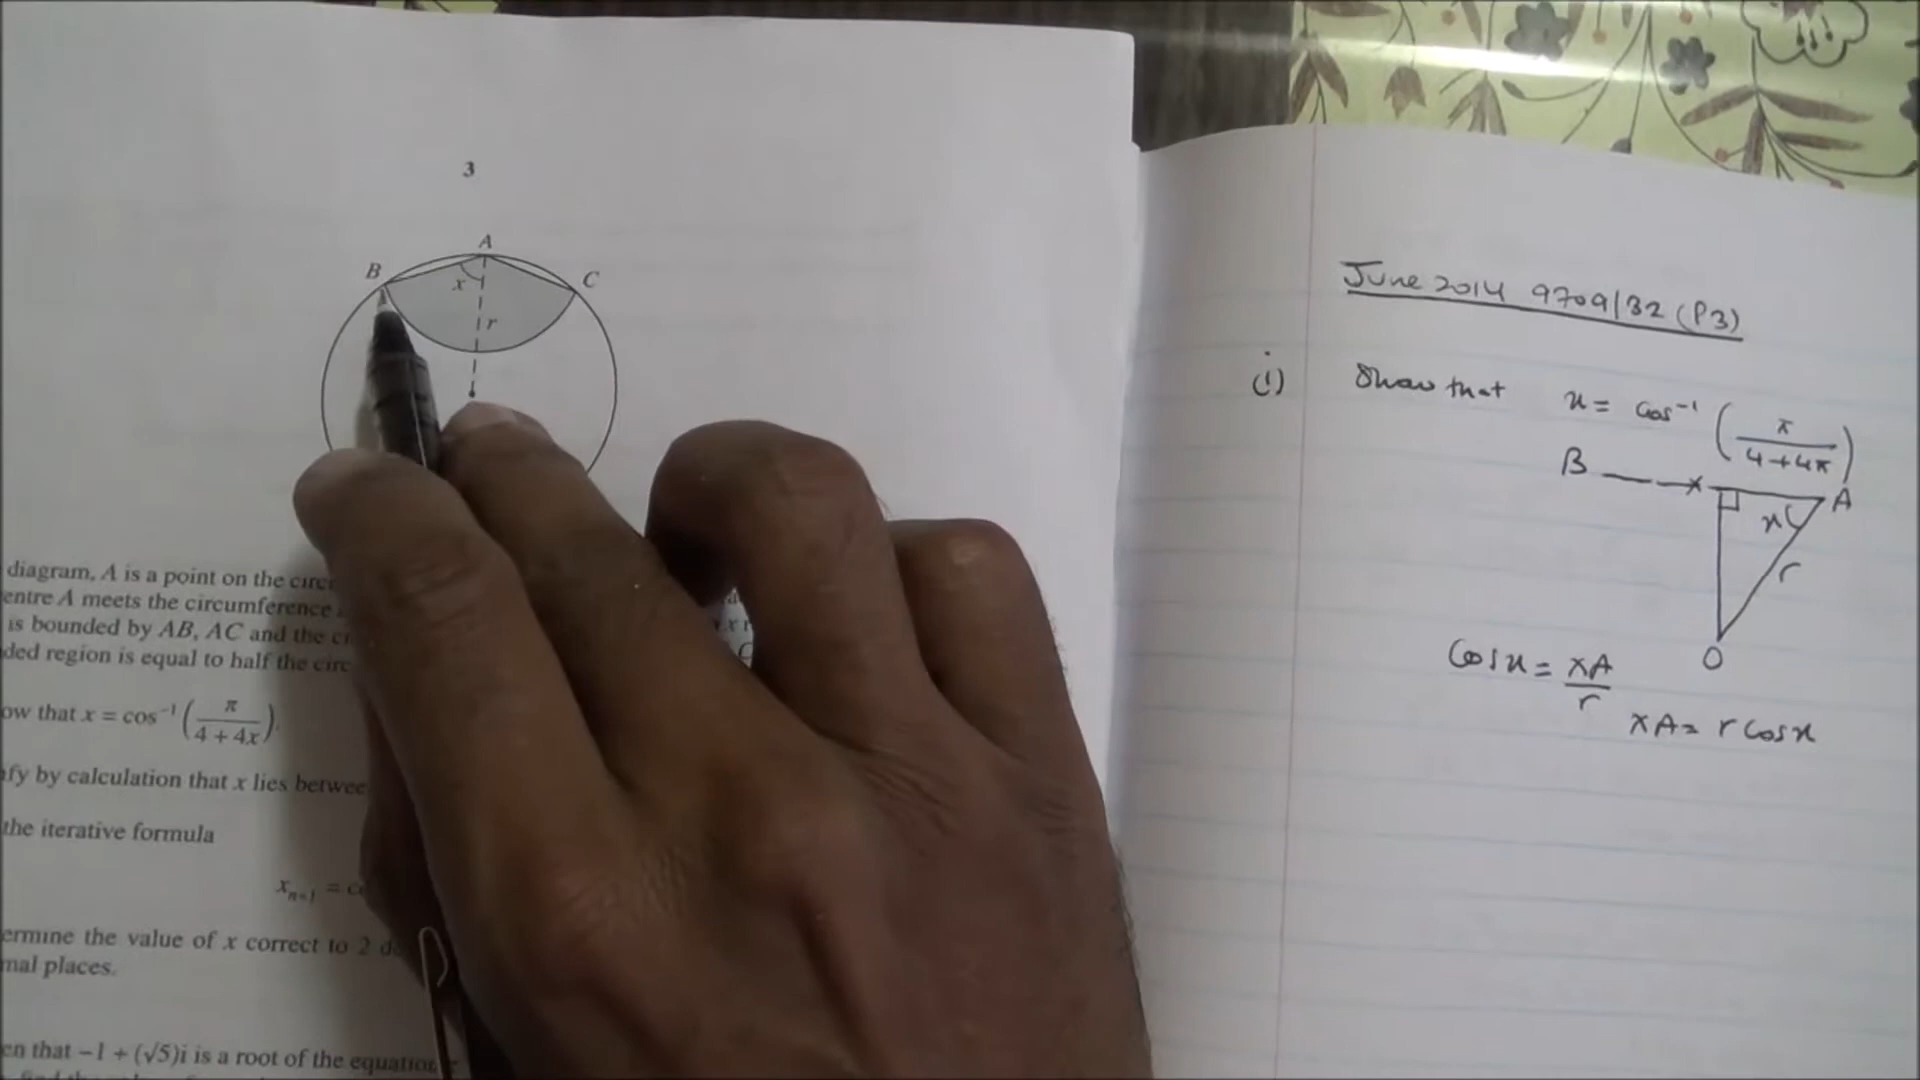 3
A
B
C
x
r
diagram, A is a point on the
entre A meets the circumference
is bounded by AB, AC and the
ded region is equal to half the
ow that x = cos⁻¹(π/(4 + 4x)).
fy by calculation that x lies
the iterative formula
xₙ₊₁ =
ermine the value of x correct to 2
mal places.
en that −1 + (√5)i is a root of the equation
June 2014 9709/32 (P3)
(i) Show that x = cos⁻¹(π/(4+4π))
B X A
x
r
O
Cos x = XA/r
XA = r cos x